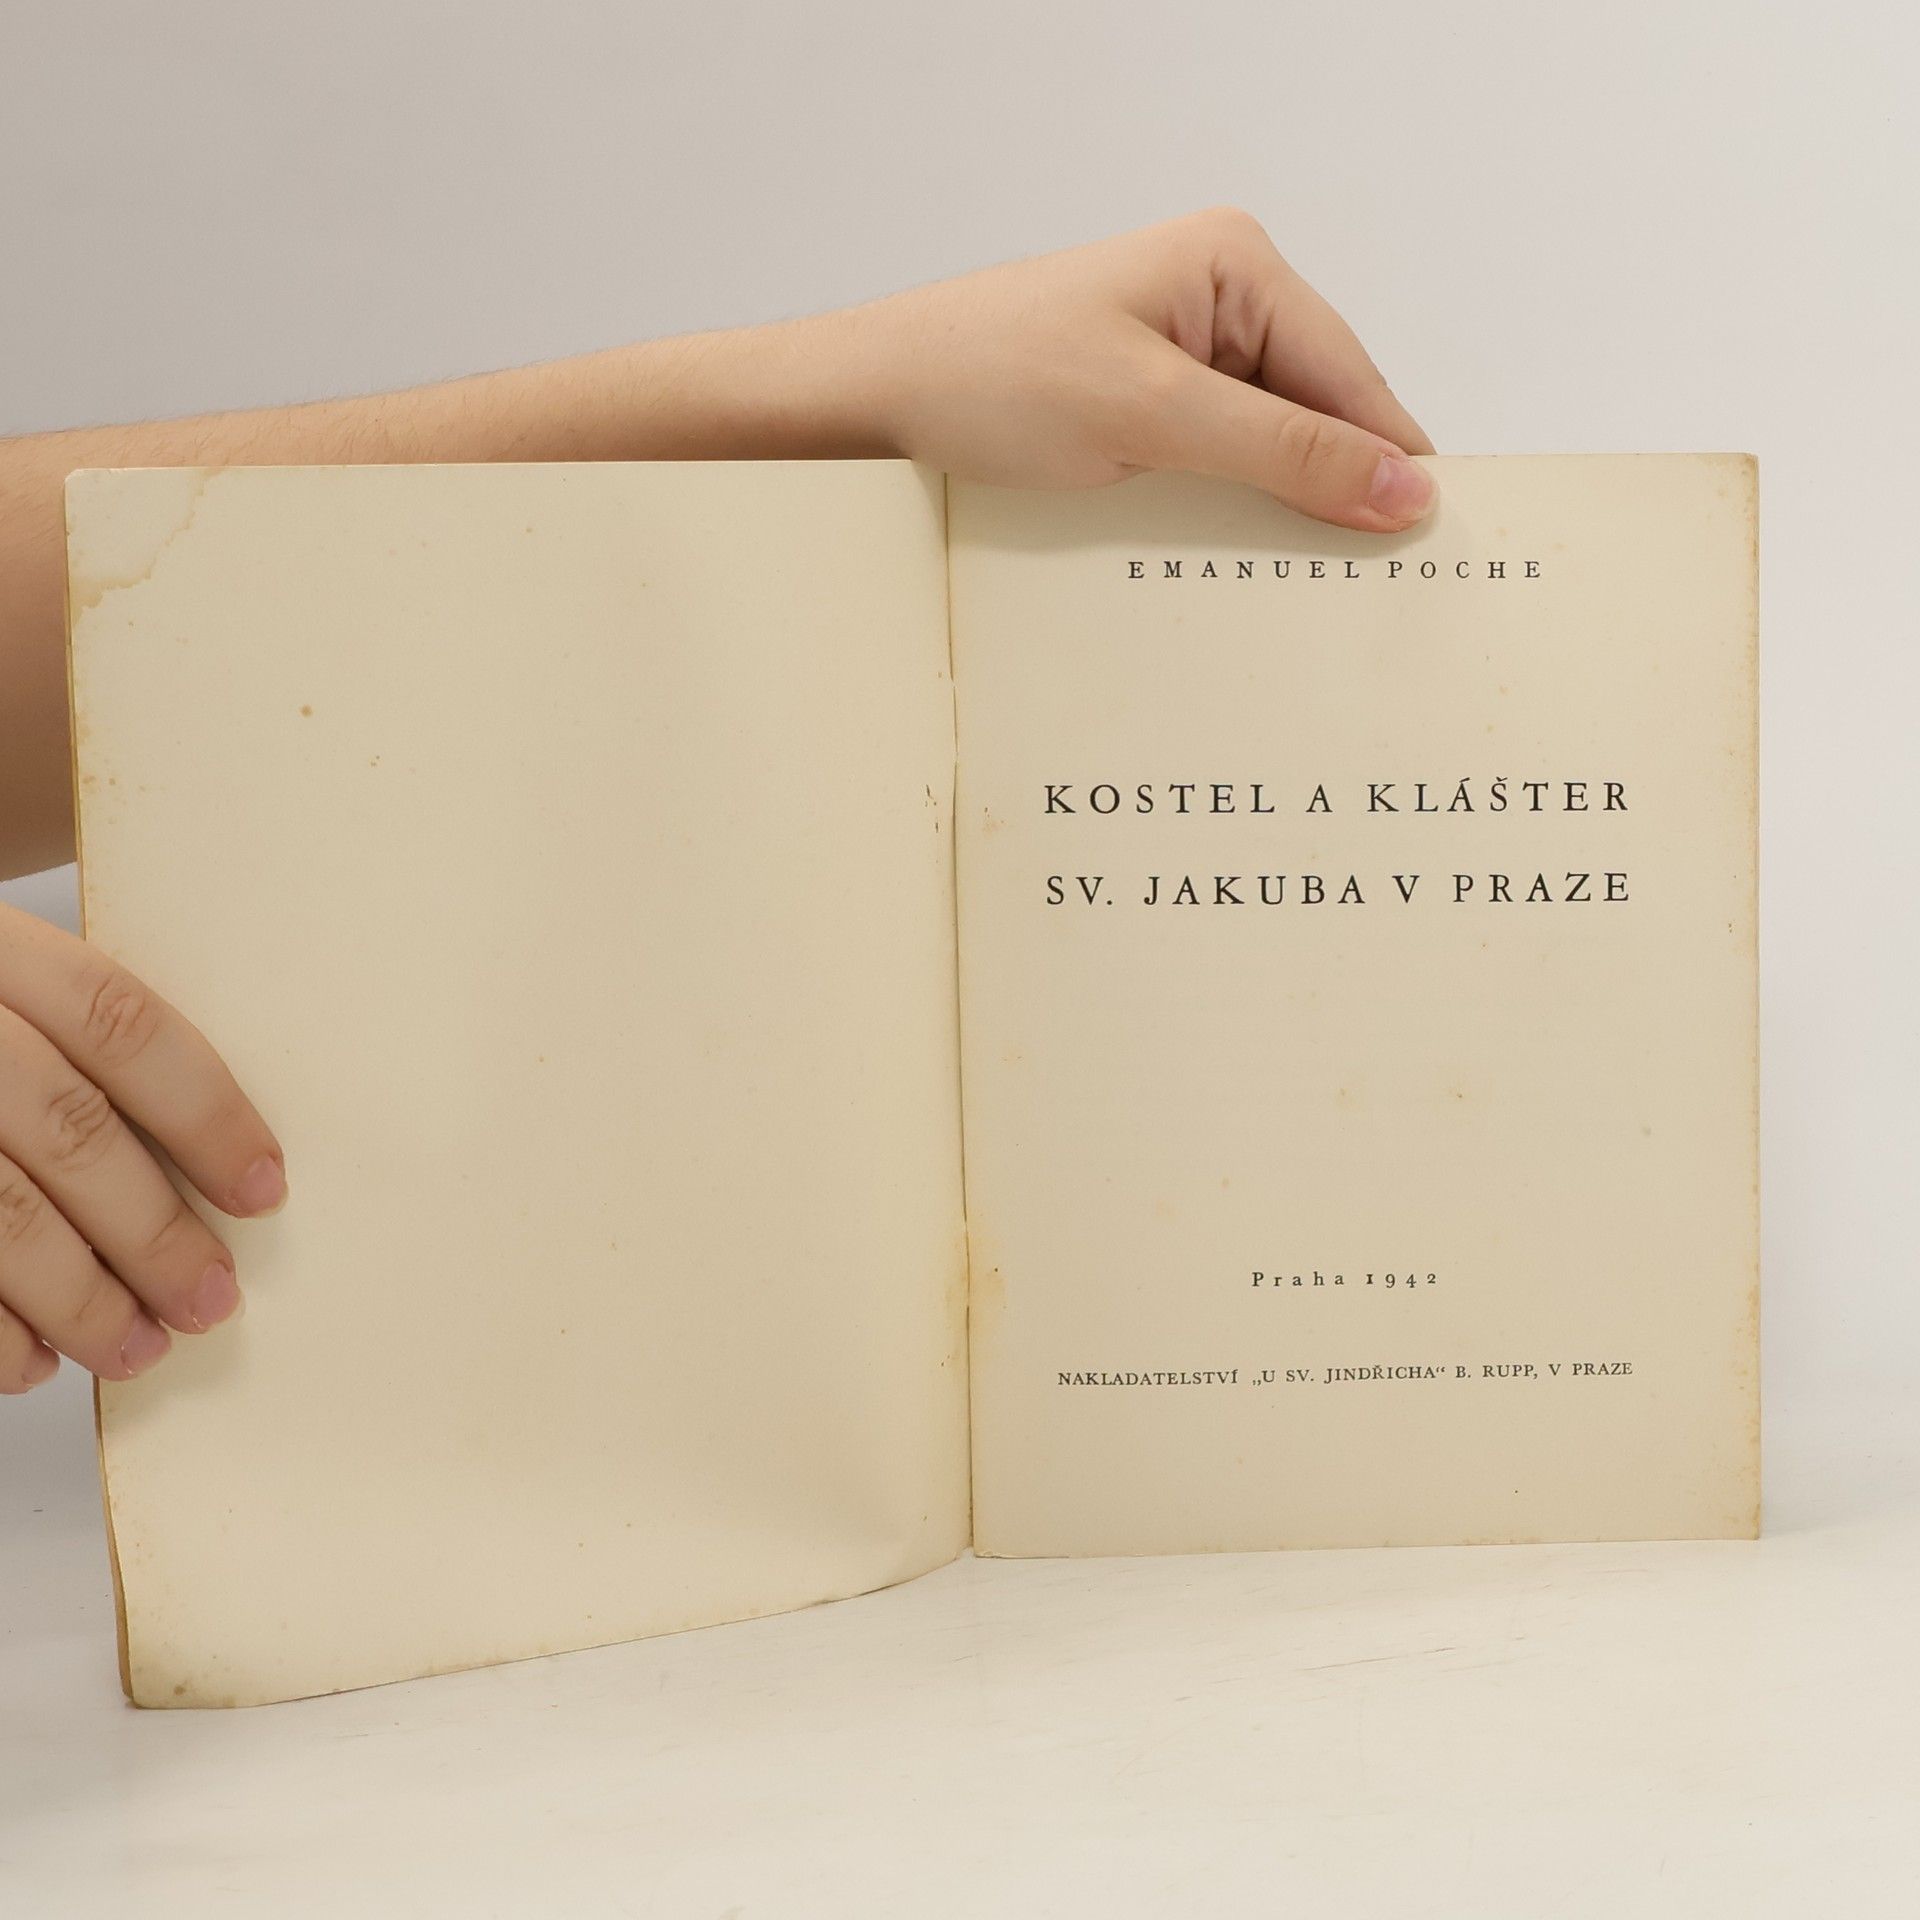 EMANUEL POCHE
KOSTEL A KLÁŠTER
SV. JAKUBA V PRAZE
Praha 1942
NAKLADATELSTVÍ „U SV. JINDŘICHA“ B. RUPP, V PRAZE